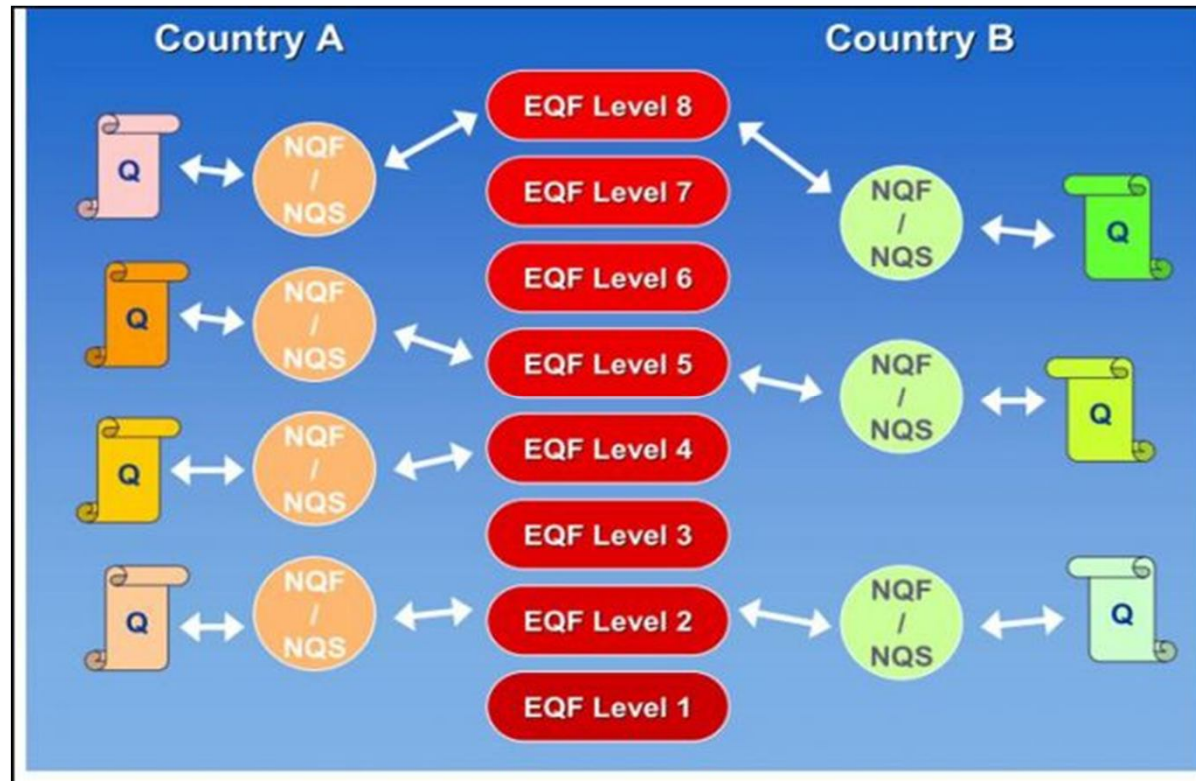 Country A
Country B
EQF Level 8
EQF Level 7
EQF Level 6
EQF Level 5
EQF Level 4
EQF Level 3
EQF Level 2
EQF Level 1
Q
NQF
/
NQS
Q
NQF
/
NQS
Q
NQF
/
NQS
Q
NQF
/
NQS
NQF
/
NQS
Q
NQF
/
NQS
Q
NQF
/
NQS
Q